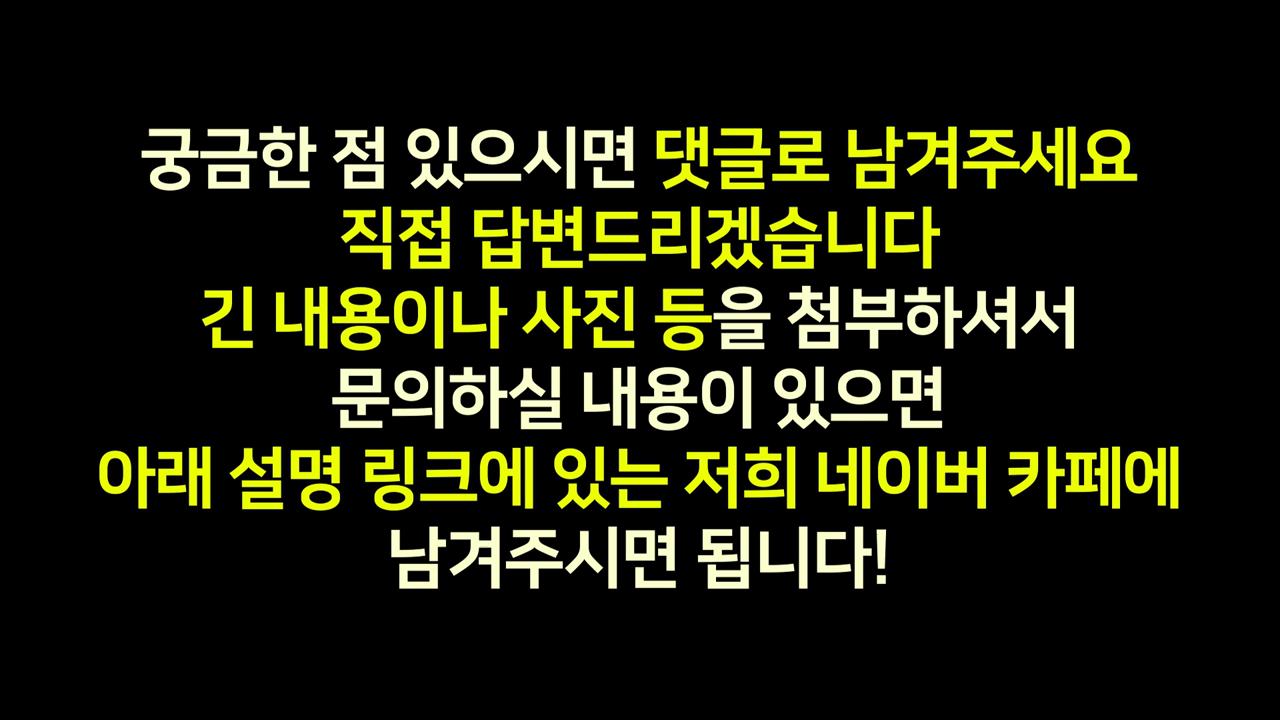 궁금한 점 있으시면 댓글로 남겨주세요
직접 답변드리겠습니다
긴 내용이나 사진 등을 첨부하셔서
문의하실 내용이 있으면
아래 설명 링크에 있는 저희 네이버 카페에
남겨주시면 됩니다!